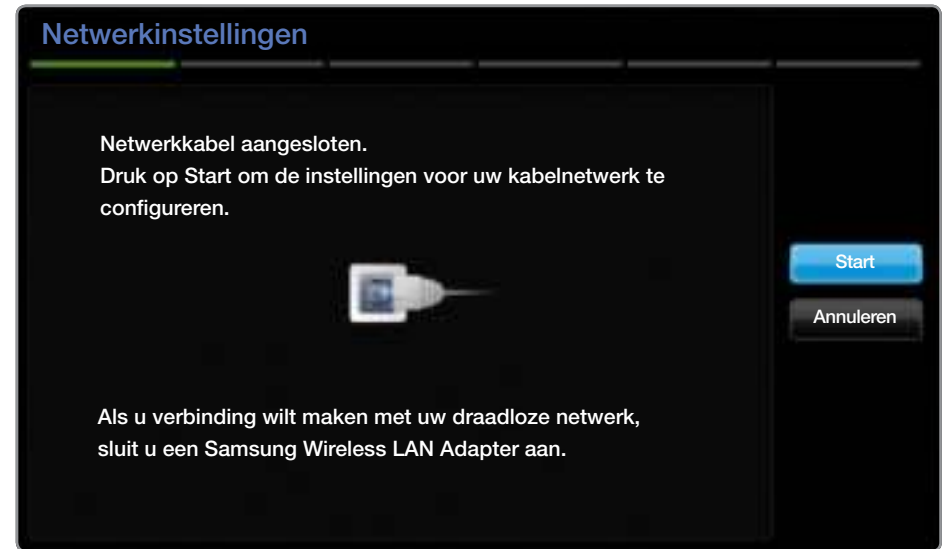 Netwerkinstellingen
Netwerkkabel aangesloten.
Druk op Start om de instellingen voor uw kabelnetwerk te
configureren.
Start
Annuleren
Als u verbinding wilt maken met uw draadloze netwerk,
sluit u een Samsung Wireless LAN Adapter aan.